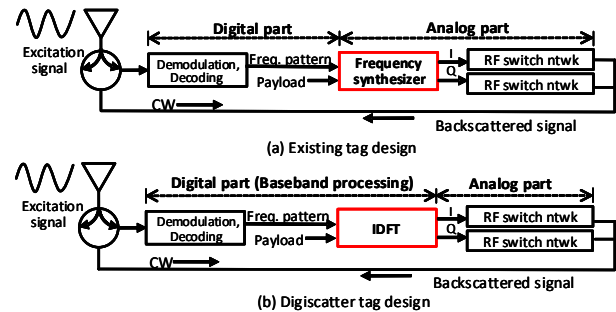 Digital part Analog part
Excitation signal
Demodulation, Decoding
Freq. pattern
Payload
Frequency synthesizer
I
Q
RF switch ntwk
RF switch ntwk
CW
Backscattered signal
(a) Existing tag design
Digital part (Baseband processing) Analog part
Excitation signal
Demodulation, Decoding
Freq. pattern
Payload
IDFT
I
Q
RF switch ntwk
RF switch ntwk
CW
Backscattered signal
(b) Digiscatter tag design